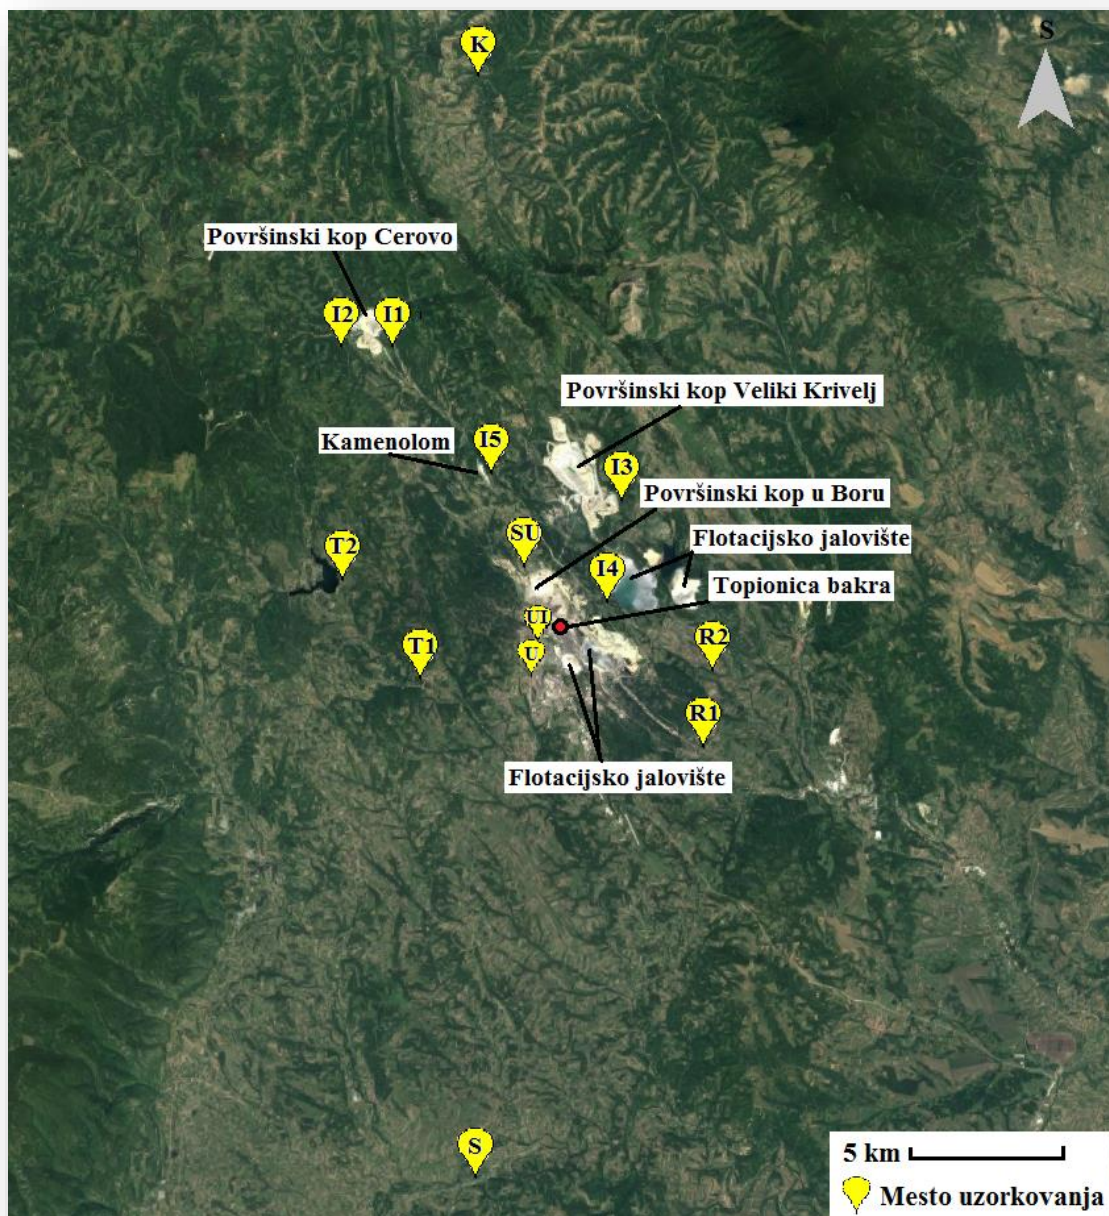 S
K
Površinski kop Cerovo
I2
I1
Površinski kop Veliki Krivelj
Kamenolom
I5
I3
Površinski kop u Boru
SU
Flotacijsko jalovište
T2
I4
Topionica bakra
UI
T1
U
R2
R1
Flotacijsko jalovište
S
5 km
Mesto uzorkovanja